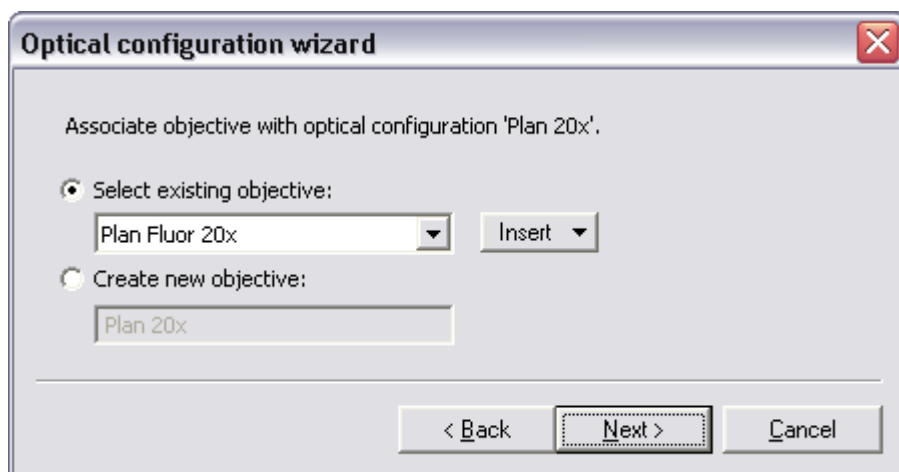 Optical configuration wizard
Associate objective with optical configuration 'Plan 20x'.
Select existing objective:
Plan Fluor 20x
Insert
Create new objective:
Plan 20x
< Back
Next >
Cancel